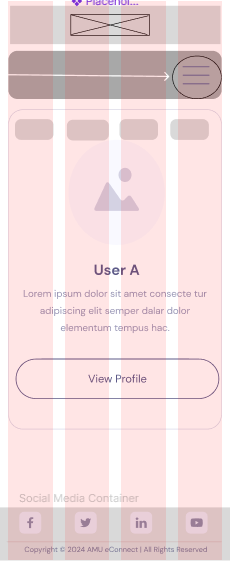 Placehol...
User A
Lorem ipsum dolor sit amet consecte tur
adipiscing elit semper dalar dolor
elementum tempus hac.
View Profile
Social Media Container
Copyright © 2024 AMU eConnect | All Rights Reserved